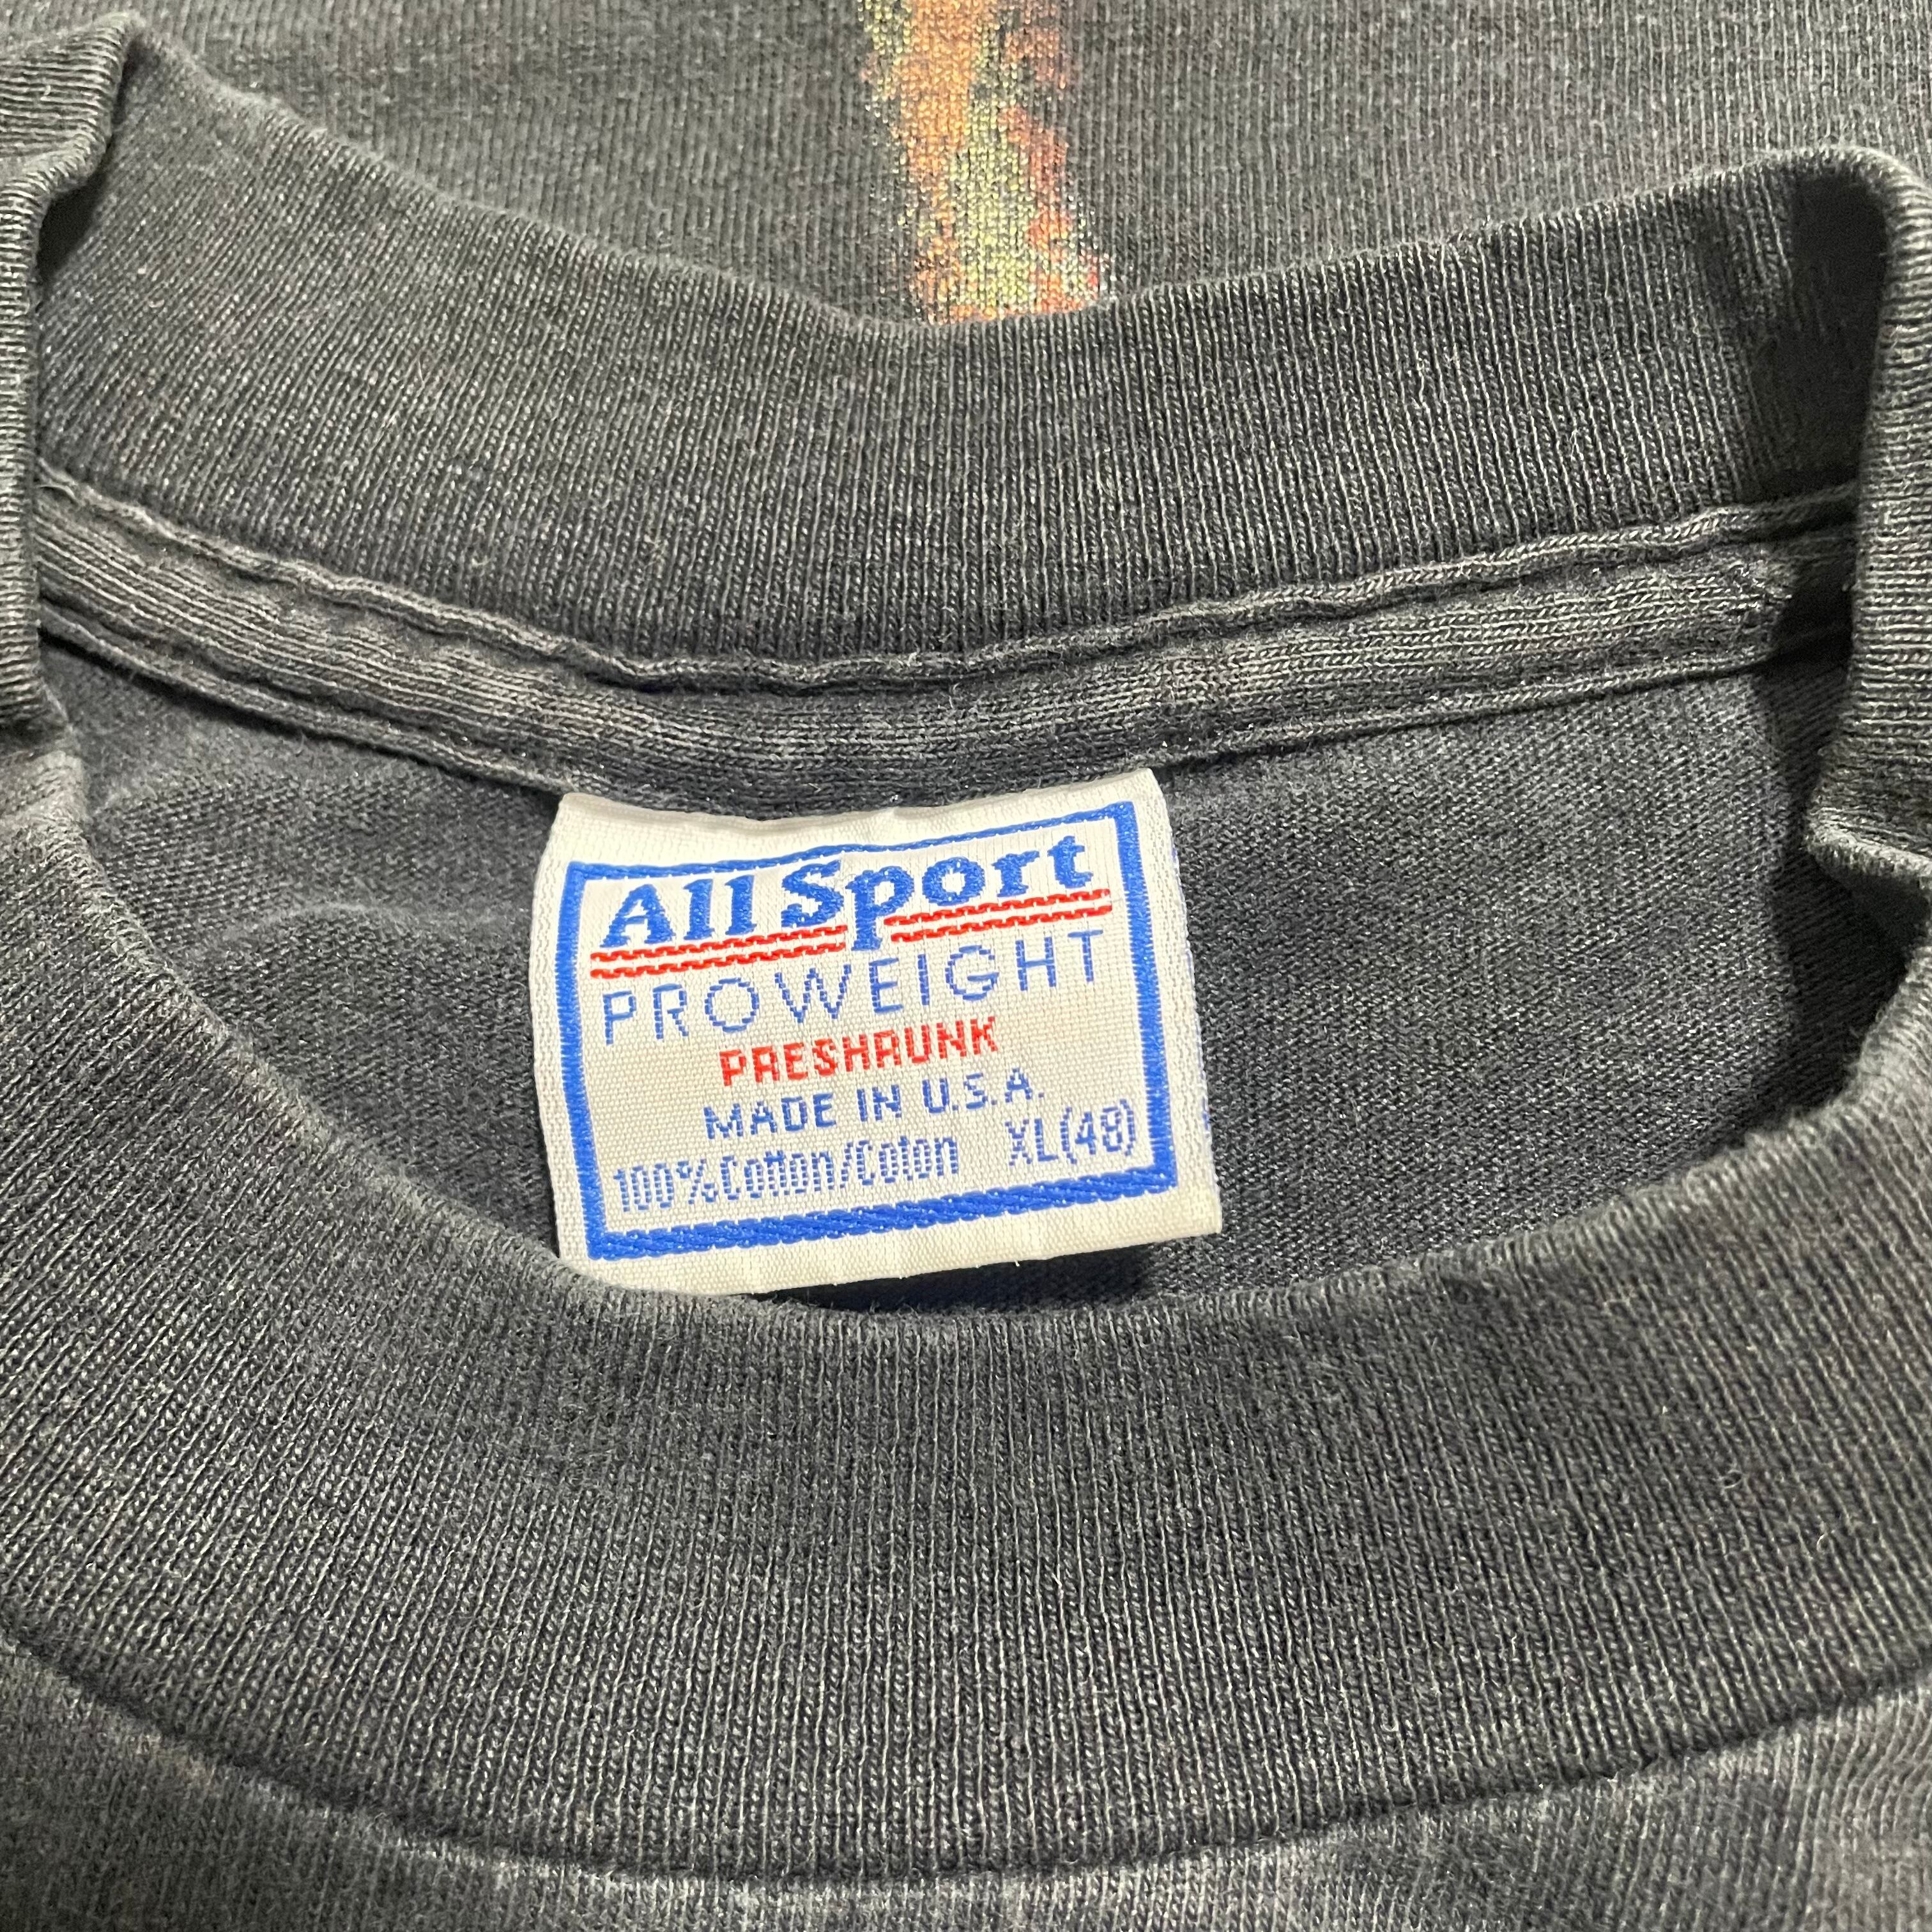 All Sport
PROWEIGHT
PRESHRUNK
MADE IN U.S.A.
100% Cotton/Coton XL(48)